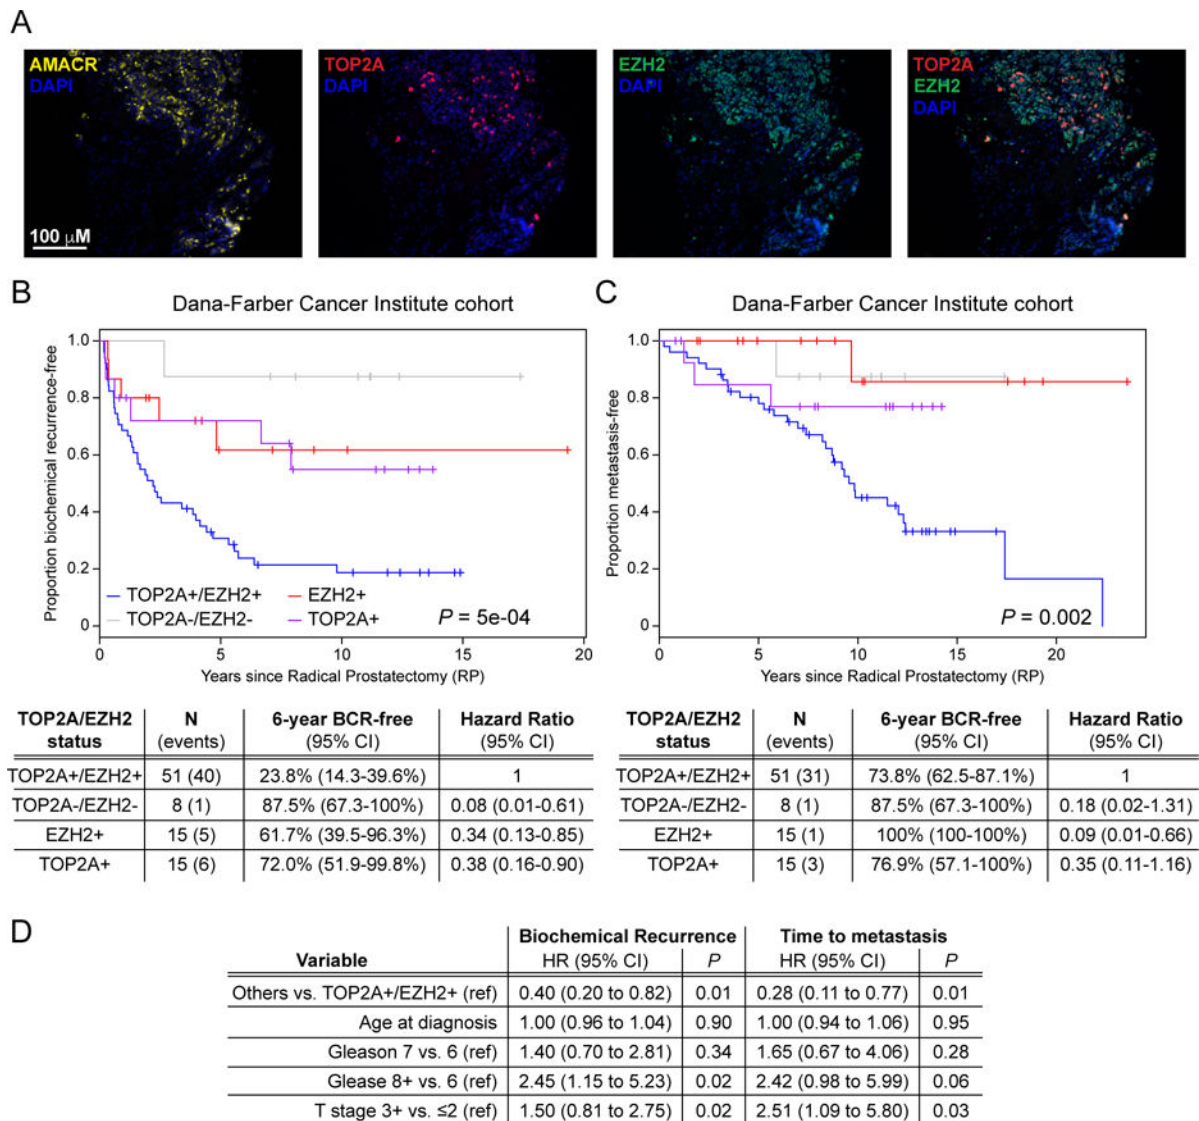 A
AMACR
DAPI
100 μM
TOP2A
DAPI
EZH2
DAPI
TOP2A
EZH2
DAPI
B
Dana-Farber Cancer Institute cohort
Proportion biochemical recurrence-free
1.0
0.8
0.6
0.4
0.2
0
TOP2A+/EZH2+
EZH2+
TOP2A-/EZH2-
TOP2A+
P = 5e-04
0 5 10 15 20
Years since Radical Prostatectomy (RP)
TOP2A/EZH2 status N (events) 6-year BCR-free (95% CI) Hazard Ratio (95% CI)
TOP2A+/EZH2+ 51 (40) 23.8% (14.3-39.6%) 1
TOP2A-/EZH2- 8 (1) 87.5% (67.3-100%) 0.08 (0.01-0.61)
EZH2+ 15 (5) 61.7% (39.5-96.3%) 0.34 (0.13-0.85)
TOP2A+ 15 (6) 72.0% (51.9-99.8%) 0.38 (0.16-0.90)
C
Dana-Farber Cancer Institute cohort
Proportion metastasis-free
1.0
0.8
0.6
0.4
0.2
0
P = 0.002
0 5 10 15 20
Years since Radical Prostatectomy (RP)
TOP2A/EZH2 status N (events) 6-year BCR-free (95% CI) Hazard Ratio (95% CI)
TOP2A+/EZH2+ 51 (31) 73.8% (62.5-87.1%) 1
TOP2A-/EZH2- 8 (1) 87.5% (67.3-100%) 0.18 (0.02-1.31)
EZH2+ 15 (1) 100% (100-100%) 0.09 (0.01-0.66)
TOP2A+ 15 (3) 76.9% (57.1-100%) 0.35 (0.11-1.16)
D
Biochemical Recurrence Time to metastasis
Variable HR (95% CI) P HR (95% CI) P
Others vs. TOP2A+/EZH2+ (ref) 0.40 (0.20 to 0.82) 0.01 0.28 (0.11 to 0.77) 0.01
Age at diagnosis 1.00 (0.96 to 1.04) 0.90 1.00 (0.94 to 1.06) 0.95
Gleason 7 vs. 6 (ref) 1.40 (0.70 to 2.81) 0.34 1.65 (0.67 to 4.06) 0.28
Glease 8+ vs. 6 (ref) 2.45 (1.15 to 5.23) 0.02 2.42 (0.98 to 5.99) 0.06
T stage 3+ vs. ≤2 (ref) 1.50 (0.81 to 2.75) 0.02 2.51 (1.09 to 5.80) 0.03